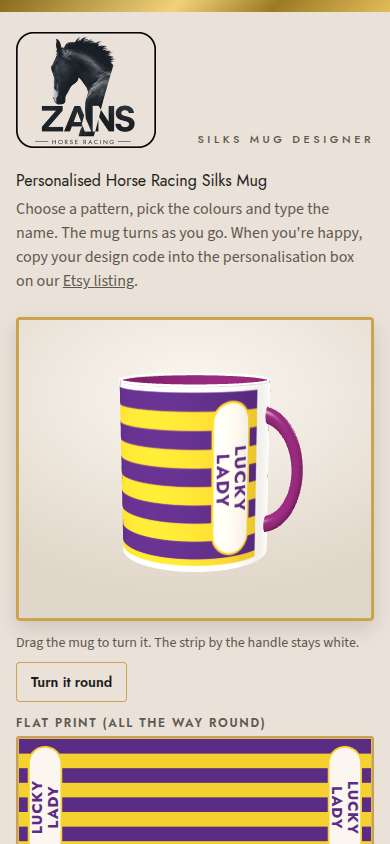 ZANS
HORSE RACING
SILKS MUG DESIGNER
Personalised Horse Racing Silks Mug
Choose a pattern, pick the colours and type the
name. The mug turns as you go. When you're happy,
copy your design code into the personalisation box
on our Etsy listing.
LUCKY
LADY
Drag the mug to turn it. The strip by the handle stays white.
Turn it round
FLAT PRINT (ALL THE WAY ROUND)
LUCKY
LADY
LUCKY
LADY